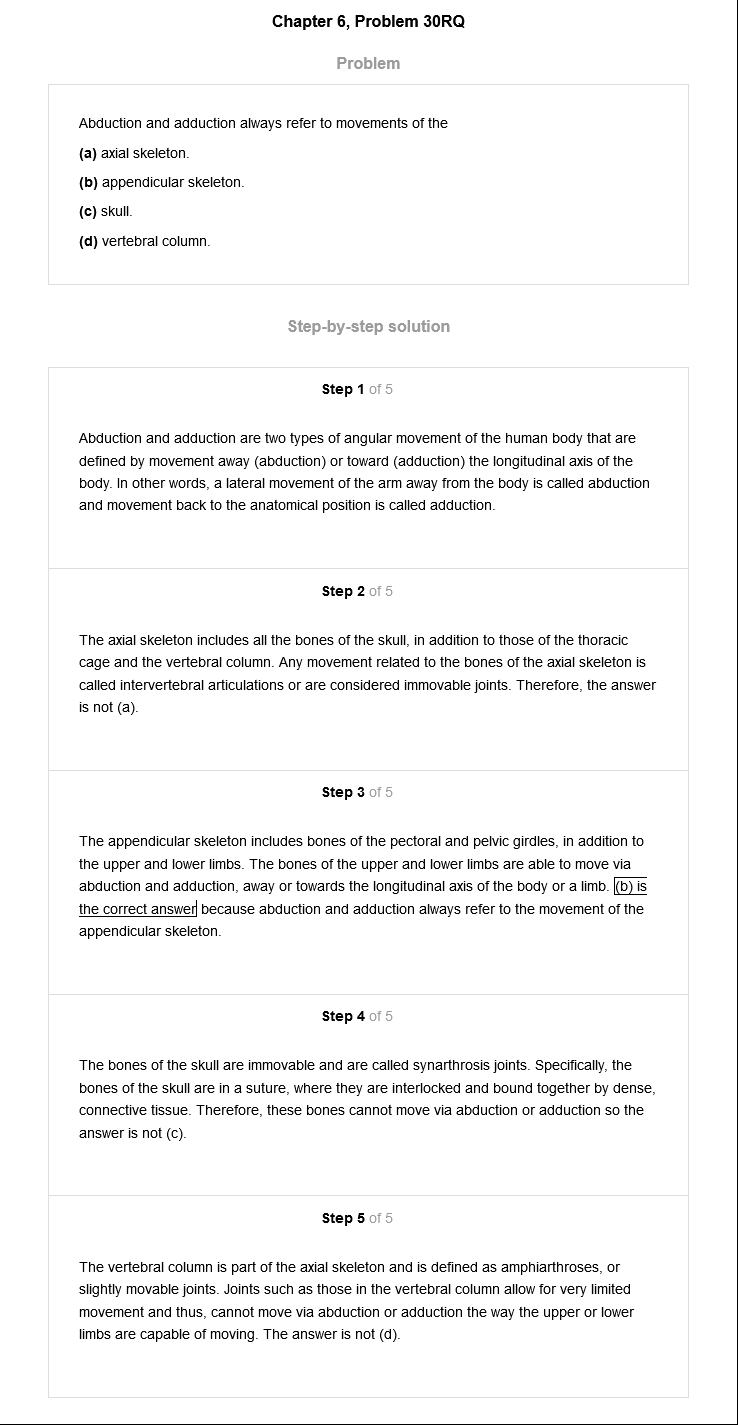 Chapter 6, Problem 30RQ
Problem
Abduction and adduction always refer to movements of the
(a) axial skeleton.
(b) appendicular skeleton.
(c) skull.
(d) vertebral column.
Step-by-step solution
Step 1 of 5
Abduction and adduction are two types of angular movement of the human body that are
defined by movement away (abduction) or toward (adduction) the longitudinal axis of the
body. In other words, a lateral movement of the arm away from the body is called abduction
and movement back to the anatomical position is called adduction.
Step 2 of 5
The axial skeleton includes all the bones of the skull, in addition to those of the thoracic
cage and the vertebral column. Any movement related to the bones of the axial skeleton is
called intervertebral articulations or are considered immovable joints. Therefore, the answer
is not (a).
Step 3 of 5
The appendicular skeleton includes bones of the pectoral and pelvic girdles, in addition to
the upper and lower limbs. The bones of the upper and lower limbs are able to move via
abduction and adduction, away or towards the longitudinal axis of the body or a limb. (b) is
the correct answer because abduction and adduction always refer to the movement of the
appendicular skeleton.
Step 4 of 5
The bones of the skull are immovable and are called synarthrosis joints. Specifically, the
bones of the skull are in a suture, where they are interlocked and bound together by dense,
connective tissue. Therefore, these bones cannot move via abduction or adduction so the
answer is not (c).
Step 5 of 5
The vertebral column is part of the axial skeleton and is defined as amphiarthroses, or
slightly movable joints. Joints such as those in the vertebral column allow for very limited
movement and thus, cannot move via abduction or adduction the way the upper or lower
limbs are capable of moving. The answer is not (d).